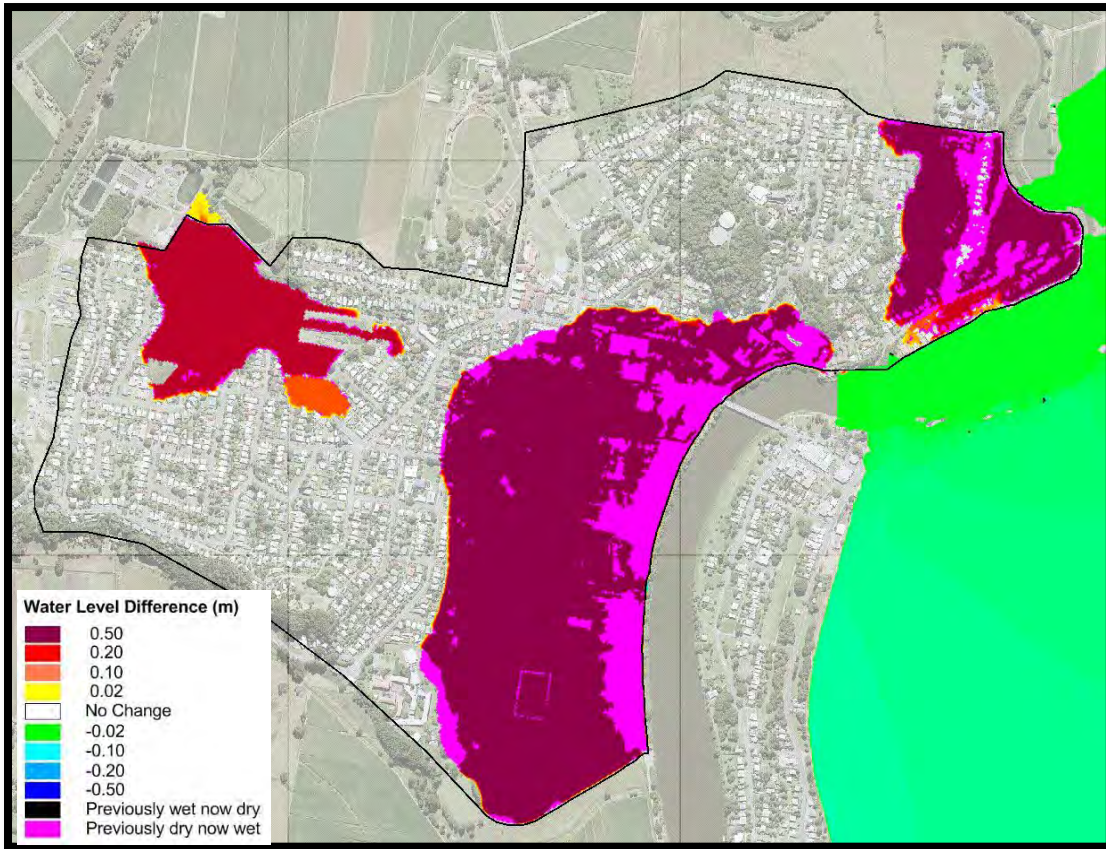 Water Level Difference (m)
0.50
0.20
0.10
0.02
No Change
-0.02
-0.10
-0.20
-0.50
Previously wet now dry
Previously dry now wet